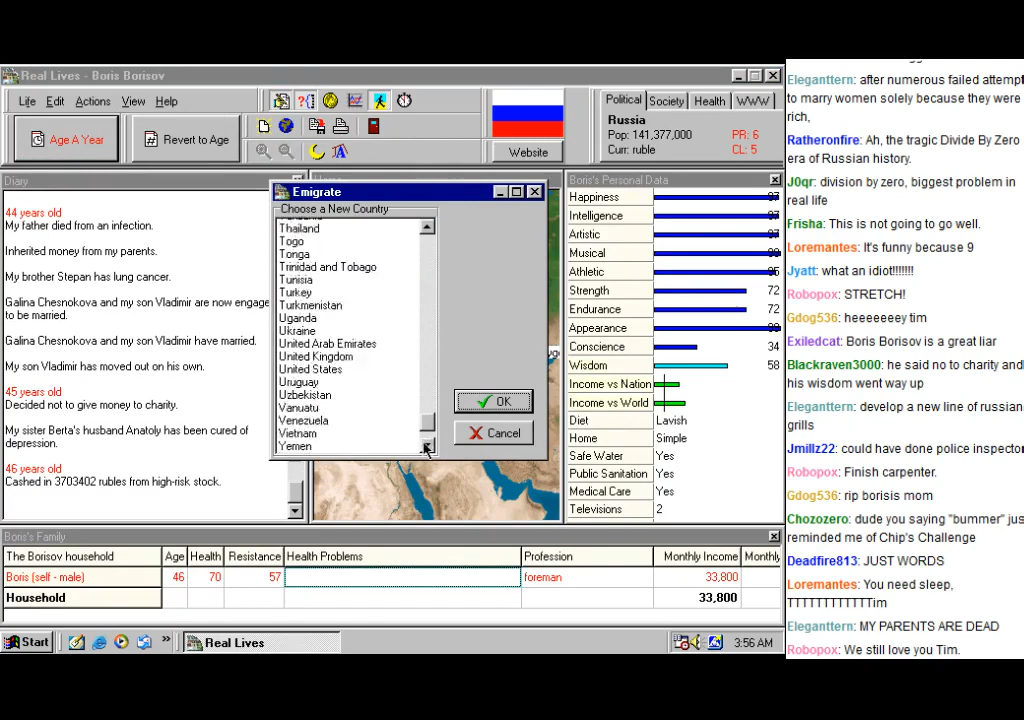 Real Lives - Boris Borisov
Life Edit Actions View Help
Age A Year
Revert to Age
Website
Political Society Health WWW
Russia
Pop: 141,377,000 PR: 6
Curr: ruble CL: 5
Diary
44 years old
My father died from an infection.
Inherited money from my parents.
My brother Stepan has lung cancer.
Galina Chesnokova and my son Vladimir are now engage
to be married.
Galina Chesnokova and my son Vladimir have married.
My son Vladimir has moved out on his own.
45 years old
Decided not to give money to charity.
My sister Berta's husband Anatoly has been cured of
depression.
46 years old
Cashed in 3703402 rubles from high-risk stock.
Emigrate
Choose a New Country
Thailand
Togo
Tonga
Trinidad and Tobago
Tunisia
Turkey
Turkmenistan
Uganda
Ukraine
United Arab Emirates
United Kingdom
United States
Uruguay
Uzbekistan
Vanuatu
Venezuela
Vietnam
Yemen
OK
Cancel
Boris's Personal Data
Happiness 97
Intelligence 97
Artistic 97
Musical
Athletic 95
Strength 72
Endurance 72
Appearance
Conscience 34
Wisdom 58
Income vs Nation
Income vs World
Diet Lavish
Home Simple
Safe Water Yes
Public Sanitation Yes
Medical Care Yes
Televisions 2
Boris's Family
The Borisov household Age Health Resistance Health Problems Profession Monthly Income Monthly
Boris (self - male) 46 70 57 foreman 33,800
Household 33,800
Start
Real Lives
3:56 AM
Eleganttern: after numerous failed attempt
to marry women solely because they were
rich,
Ratheronfire: Ah, the tragic Divide By Zero
era of Russian history.
J0qr: division by zero, biggest problem in
real life
Frisha: This is not going to go well.
Loremantes: It's funny because 9
Jyatt: what an idiot!!!!!!!
Robopox: STRETCH!
Gdog536: heeeeeey tim
Exiledcat: Boris Borisov is a great liar
Blackraven3000: he said no to charity and
his wisdom went way up
Eleganttern: develop a new line of russian
grills
Jmillz22: could have done police inspecto
Robopox: Finish carpenter.
Gdog536: rip borisis mom
Chozozero: dude you saying "bummer" jus
reminded me of Chip's Challenge
Deadfire813: JUST WORDS
Loremantes: You need sleep,
TTTTTTTTTTTTim
Eleganttern: MY PARENTS ARE DEAD
Robopox: We still love you Tim.